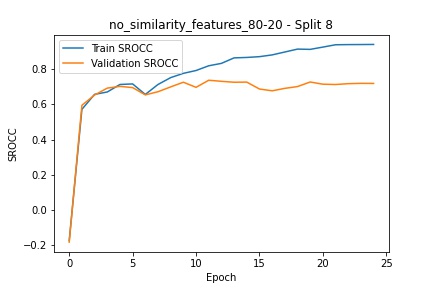 no_similarity_features_80-20 - Split 8
Train SROCC
Validation SROCC
0.8
0.6
0.4
0.2
0.0
−0.2
SROCC
0 5 10 15 20 25
Epoch